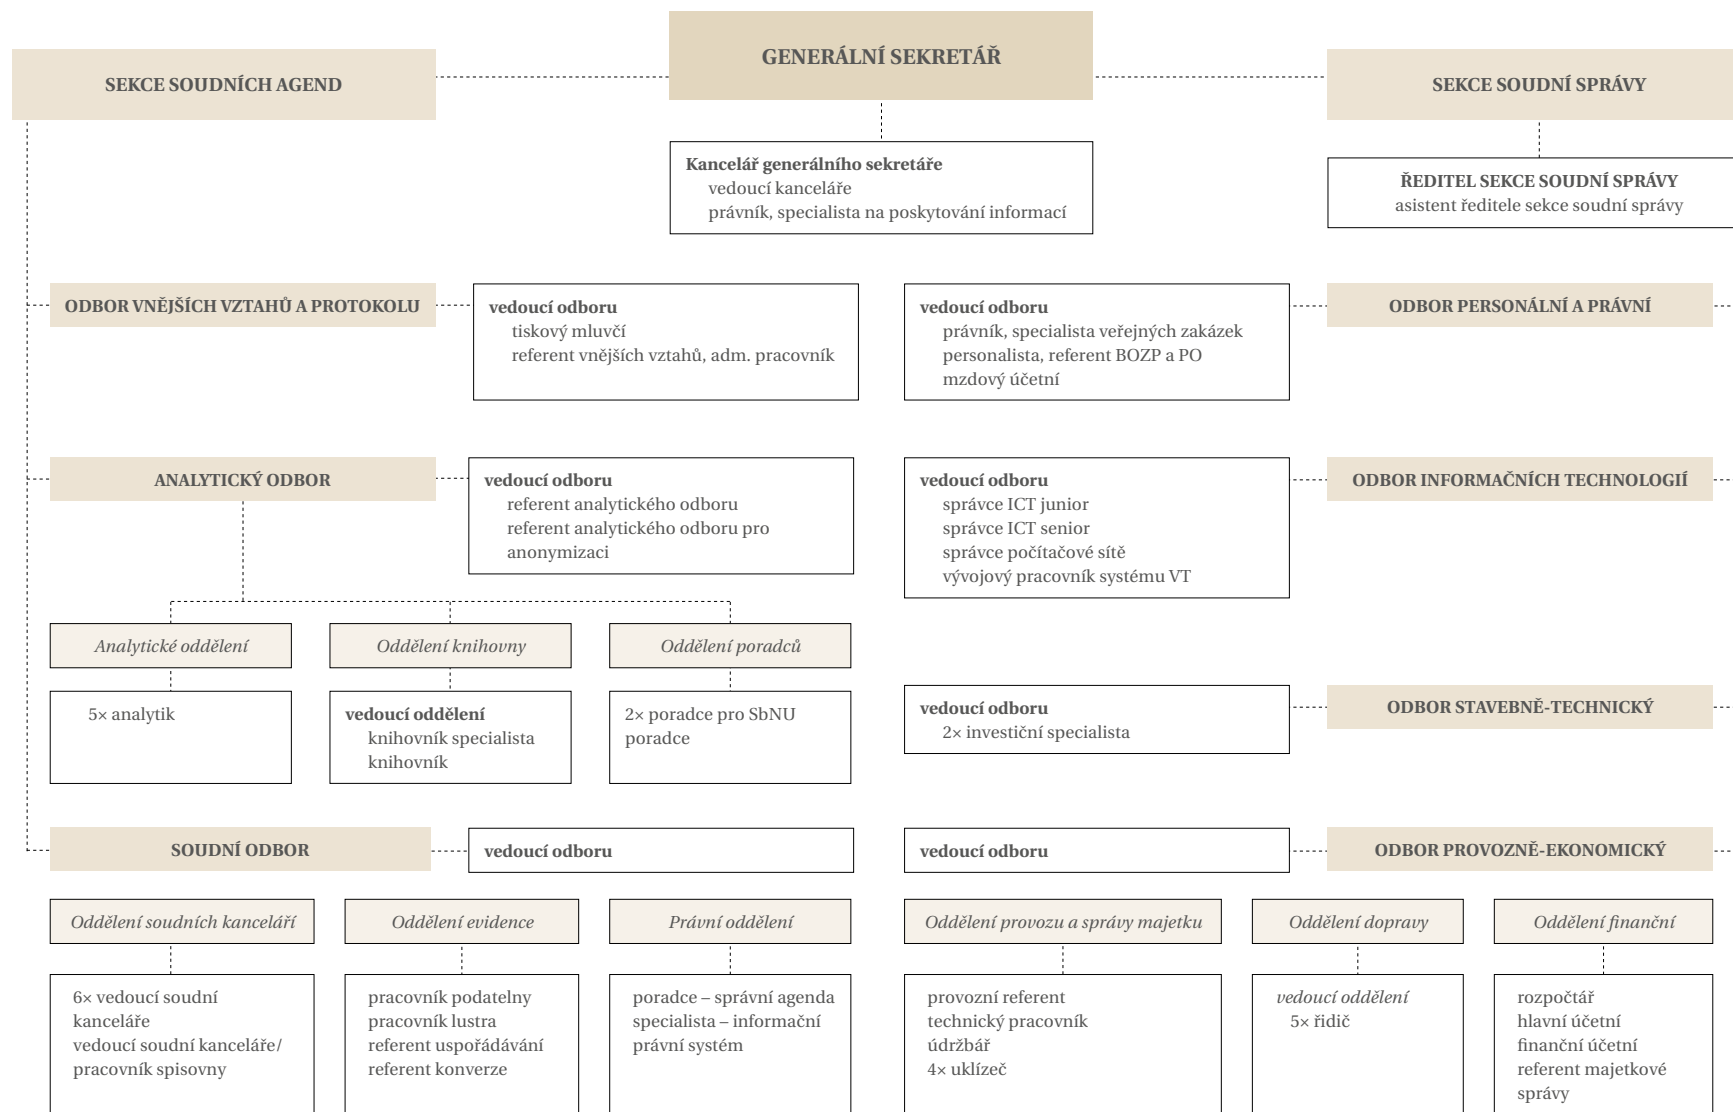 GENERÁLNÍ SEKRETÁŘ
SEKCE SOUDNÍCH AGEND
SEKCE SOUDNÍ SPRÁVY
Kancelář generálního sekretáře
vedoucí kanceláře
právník, specialista na poskytování informací
ŘEDITEL SEKCE SOUDNÍ SPRÁVY
asistent ředitele sekce soudní správy
ODBOR VNĚJŠÍCH VZTAHŮ A PROTOKOLU
vedoucí odboru
tiskový mluvčí
referent vnějších vztahů, adm. pracovník
vedoucí odboru
právník, specialista veřejných zakázek
personalista, referent BOZP a PO
mzdový účetní
ODBOR PERSONÁLNÍ A PRÁVNÍ
ANALYTICKÝ ODBOR
vedoucí odboru
referent analytického odboru
referent analytického odboru pro
anonymizaci
vedoucí odboru
správce ICT junior
správce ICT senior
správce počítačové sítě
vývojový pracovník systému VT
ODBOR INFORMAČNÍCH TECHNOLOGIÍ
Analytické oddělení
Oddělení knihovny
Oddělení poradců
5× analytik
vedoucí oddělení
knihovník specialista
knihovník
2× poradce pro SbNU
poradce
vedoucí odboru
2× investiční specialista
ODBOR STAVEBNĚ-TECHNICKÝ
SOUDNÍ ODBOR
vedoucí odboru
vedoucí odboru
ODBOR PROVOZNĚ-EKONOMICKÝ
Oddělení soudních kanceláří
Oddělení evidence
Právní oddělení
Oddělení provozu a správy majetku
Oddělení dopravy
Oddělení finanční
6× vedoucí soudní
kanceláře
vedoucí soudní kanceláře/
pracovník spisovny
pracovník podatelny
pracovník lustra
referent uspořádávání
referent konverze
poradce – správní agenda
specialista – informační
právní systém
provozní referent
technický pracovník
údržbář
4× uklízeč
vedoucí oddělení
5× řidič
rozpočtář
hlavní účetní
finanční účetní
referent majetkové
správy